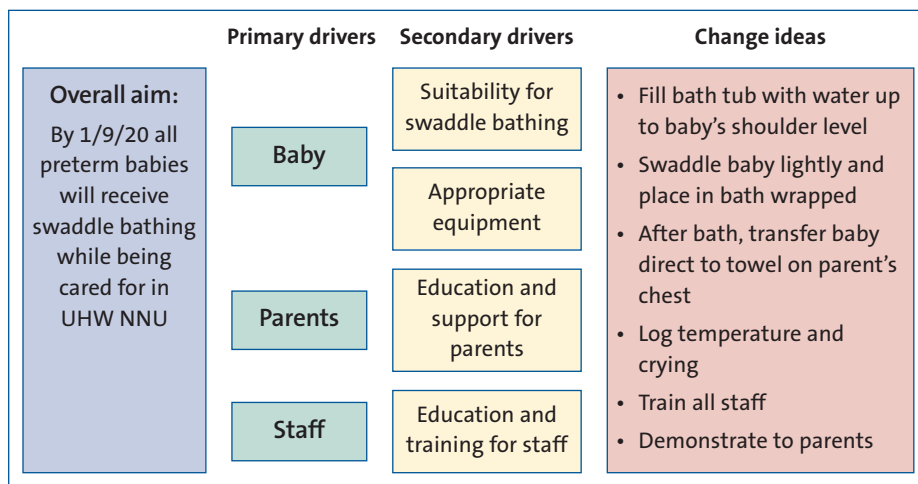 Primary drivers
Secondary drivers
Change ideas
Overall aim:
By 1/9/20 all
preterm babies
will receive
swaddle bathing
while being
cared for in
UHW NNU
Baby
Parents
Staff
Suitability for
swaddle bathing
Appropriate
equipment
Education and
support for
parents
Education and
training for staff
• Fill bath tub with water up
to baby’s shoulder level
• Swaddle baby lightly and
place in bath wrapped
• After bath, transfer baby
direct to towel on parent’s
chest
• Log temperature and
crying
• Train all staff
• Demonstrate to parents